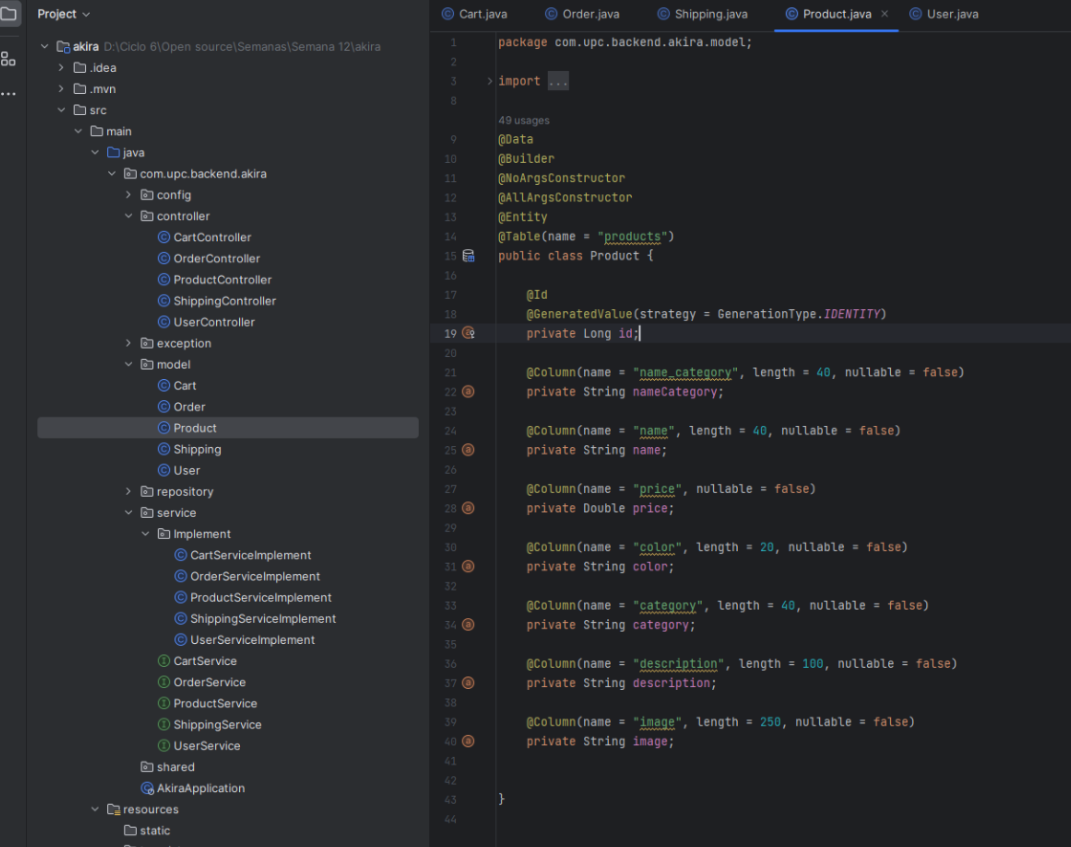 Project
akira D:\Ciclo 6\Open source\Semanas\Semana 12\akira
.idea
.mvn
src
main
java
com.upc.backend.akira
config
controller
CartController
OrderController
ProductController
ShippingController
UserController
exception
model
Cart
Order
Product
Shipping
User
repository
service
Implement
CartServiceImplement
OrderServiceImplement
ProductServiceImplement
ShippingServiceImplement
UserServiceImplement
CartService
OrderService
ProductService
ShippingService
UserService
shared
AkiraApplication
resources
static
Cart.java Order.java Shipping.java Product.java User.java
1 package com.upc.backend.akira.model;
2
3 import ...
8
49 usages
9 @Data
10 @Builder
11 @NoArgsConstructor
12 @AllArgsConstructor
13 @Entity
14 @Table(name = "products")
15 public class Product {
16
17 @Id
18 @GeneratedValue(strategy = GenerationType.IDENTITY)
19 private Long id;
20
21 @Column(name = "name_category", length = 40, nullable = false)
22 private String nameCategory;
23
24 @Column(name = "name", length = 40, nullable = false)
25 private String name;
26
27 @Column(name = "price", nullable = false)
28 private Double price;
29
30 @Column(name = "color", length = 20, nullable = false)
31 private String color;
32
33 @Column(name = "category", length = 40, nullable = false)
34 private String category;
35
36 @Column(name = "description", length = 100, nullable = false)
37 private String description;
38
39 @Column(name = "image", length = 250, nullable = false)
40 private String image;
41
42
43 }
44